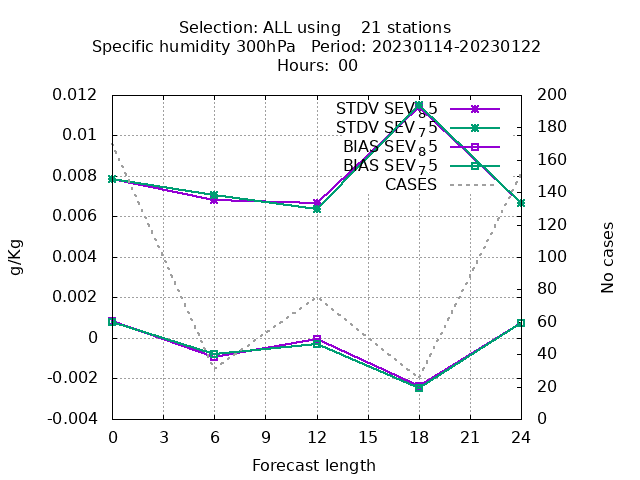 Selection: ALL using 21 stations
Specific humidity 300hPa Period: 20230114-20230122
Hours: 00
0.012
0.01
0.008
0.006
0.004
0.002
0
-0.002
-0.004
g/Kg
STDV SEV₈5
STDV SEV₇5
BIAS SEV₈5
BIAS SEV₇5
CASES
200
180
160
140
120
100
80
60
40
20
0
No cases
0 3 6 9 12 15 18 21 24
Forecast length